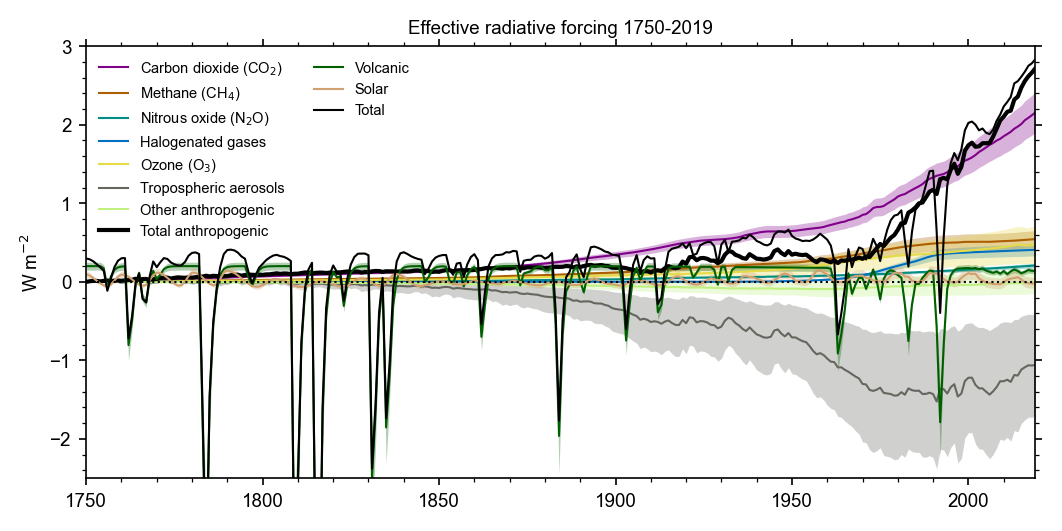 Effective radiative forcing 1750-2019
Carbon dioxide (CO₂)
Methane (CH₄)
Nitrous oxide (N₂O)
Halogenated gases
Ozone (O₃)
Tropospheric aerosols
Other anthropogenic
Total anthropogenic
Volcanic
Solar
Total
W m⁻²
3
2
1
0
−1
−2
1750
1800
1850
1900
1950
2000